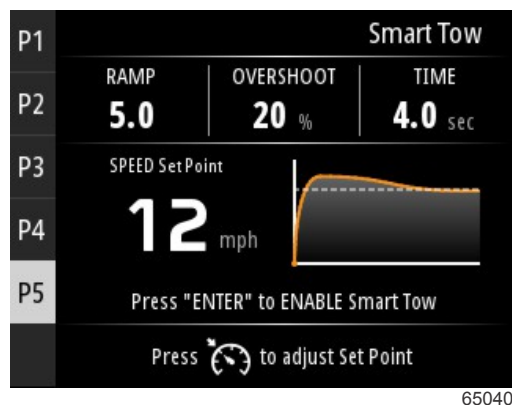 Smart Tow
P1
P2
P3
P4
P5
RAMP
5.0
OVERSHOOT
20 %
TIME
4.0 sec
SPEED Set Point
12 mph
Press "ENTER" to ENABLE Smart Tow
Press to adjust Set Point
65040